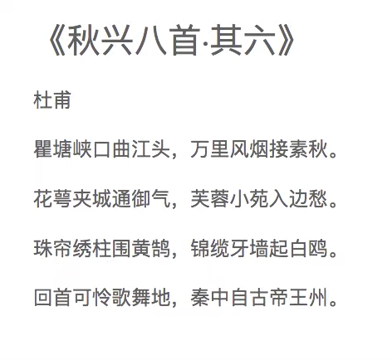 《秋兴八首·其六》
杜甫
瞿塘峡口曲江头，万里风烟接素秋。
花萼夹城通御气，芙蓉小苑入边愁。
珠帘绣柱围黄鹄，锦缆牙墙起白鸥。
回首可怜歌舞地，秦中自古帝王州。